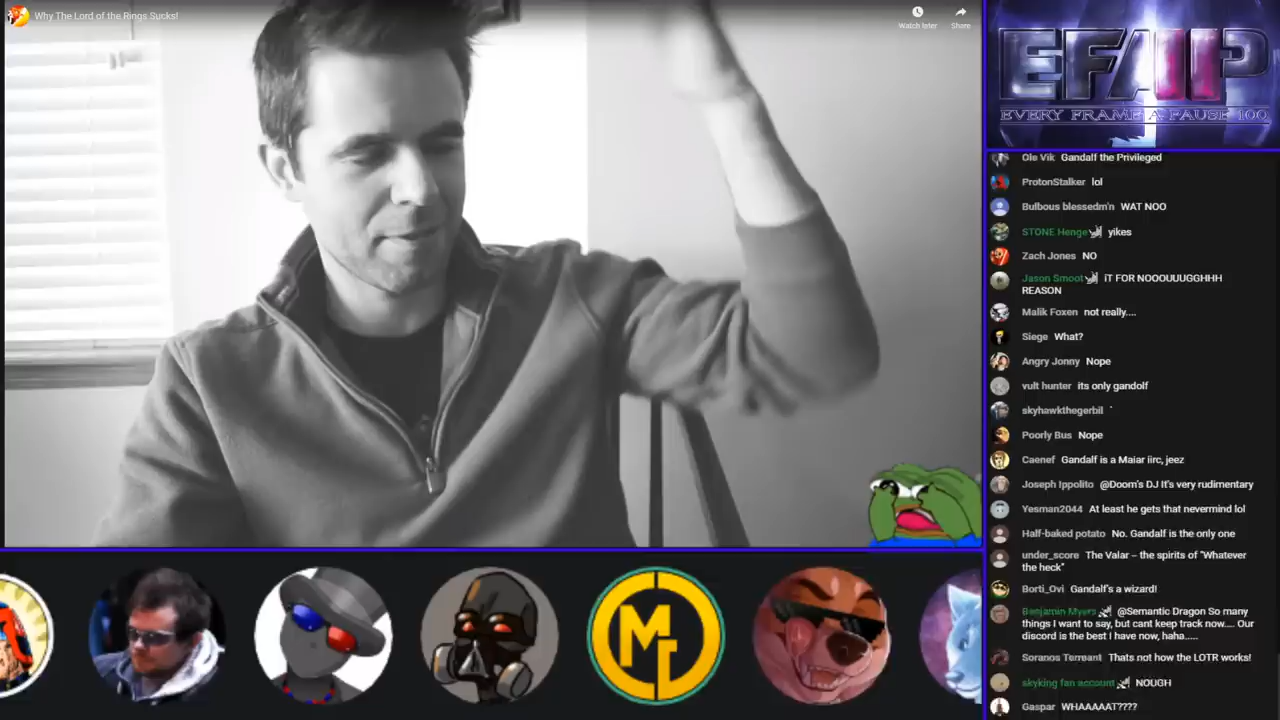 Why The Lord of the Rings Sucks!
Watch later
Share
EFAP
EVERY FRAME A PAUSE 100
Ole Vik Gandalf the Privileged
ProtonStalker lol
Bulbous blessedm'n WAT NOO
STONE Henge yikes
Zach Jones NO
Jason Smoot iT FOR NOOOUUUGGHHH
REASON
Malik Foxen not really....
Siege What?
Angry Jonny Nope
vult hunter its only gandolf
skyhawkthegerbil
Poorly Bus Nope
Caenef Gandalf is a Maiar iirc, jeez
Joseph Ippolito @Doom's DJ It's very rudimentary
Yesman2044 At least he gets that nevermind lol
Half-baked potato No. Gandalf is the only one
under_score The Valar – the spirits of "Whatever
the heck"
Borti_Ovi Gandalf's a wizard!
Benjamin Myers @Semantic Dragon So many
things I want to say, but cant keep track now.... Our
discord is the best I have now, haha.....
Soranos Terrnant Thats not how the LOTR works!
skyking fan account NOUGH
Gaspar WHAAAAT????